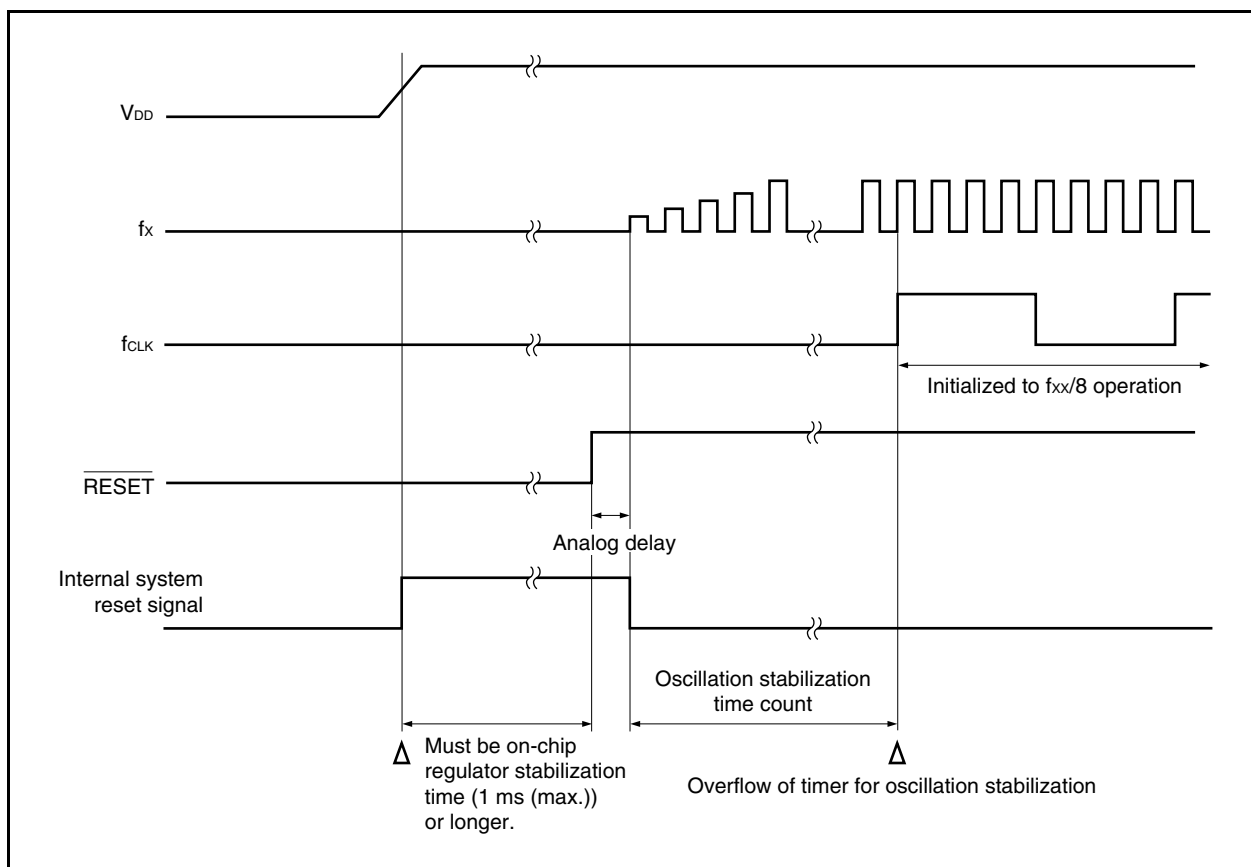 VDD
fX
fCLK
Initialized to fXX/8 operation
RESET
Analog delay
Internal system
reset signal
Oscillation stabilization
time count
Must be on-chip
regulator stabilization
time (1 ms (max.))
or longer.
Overflow of timer for oscillation stabilization